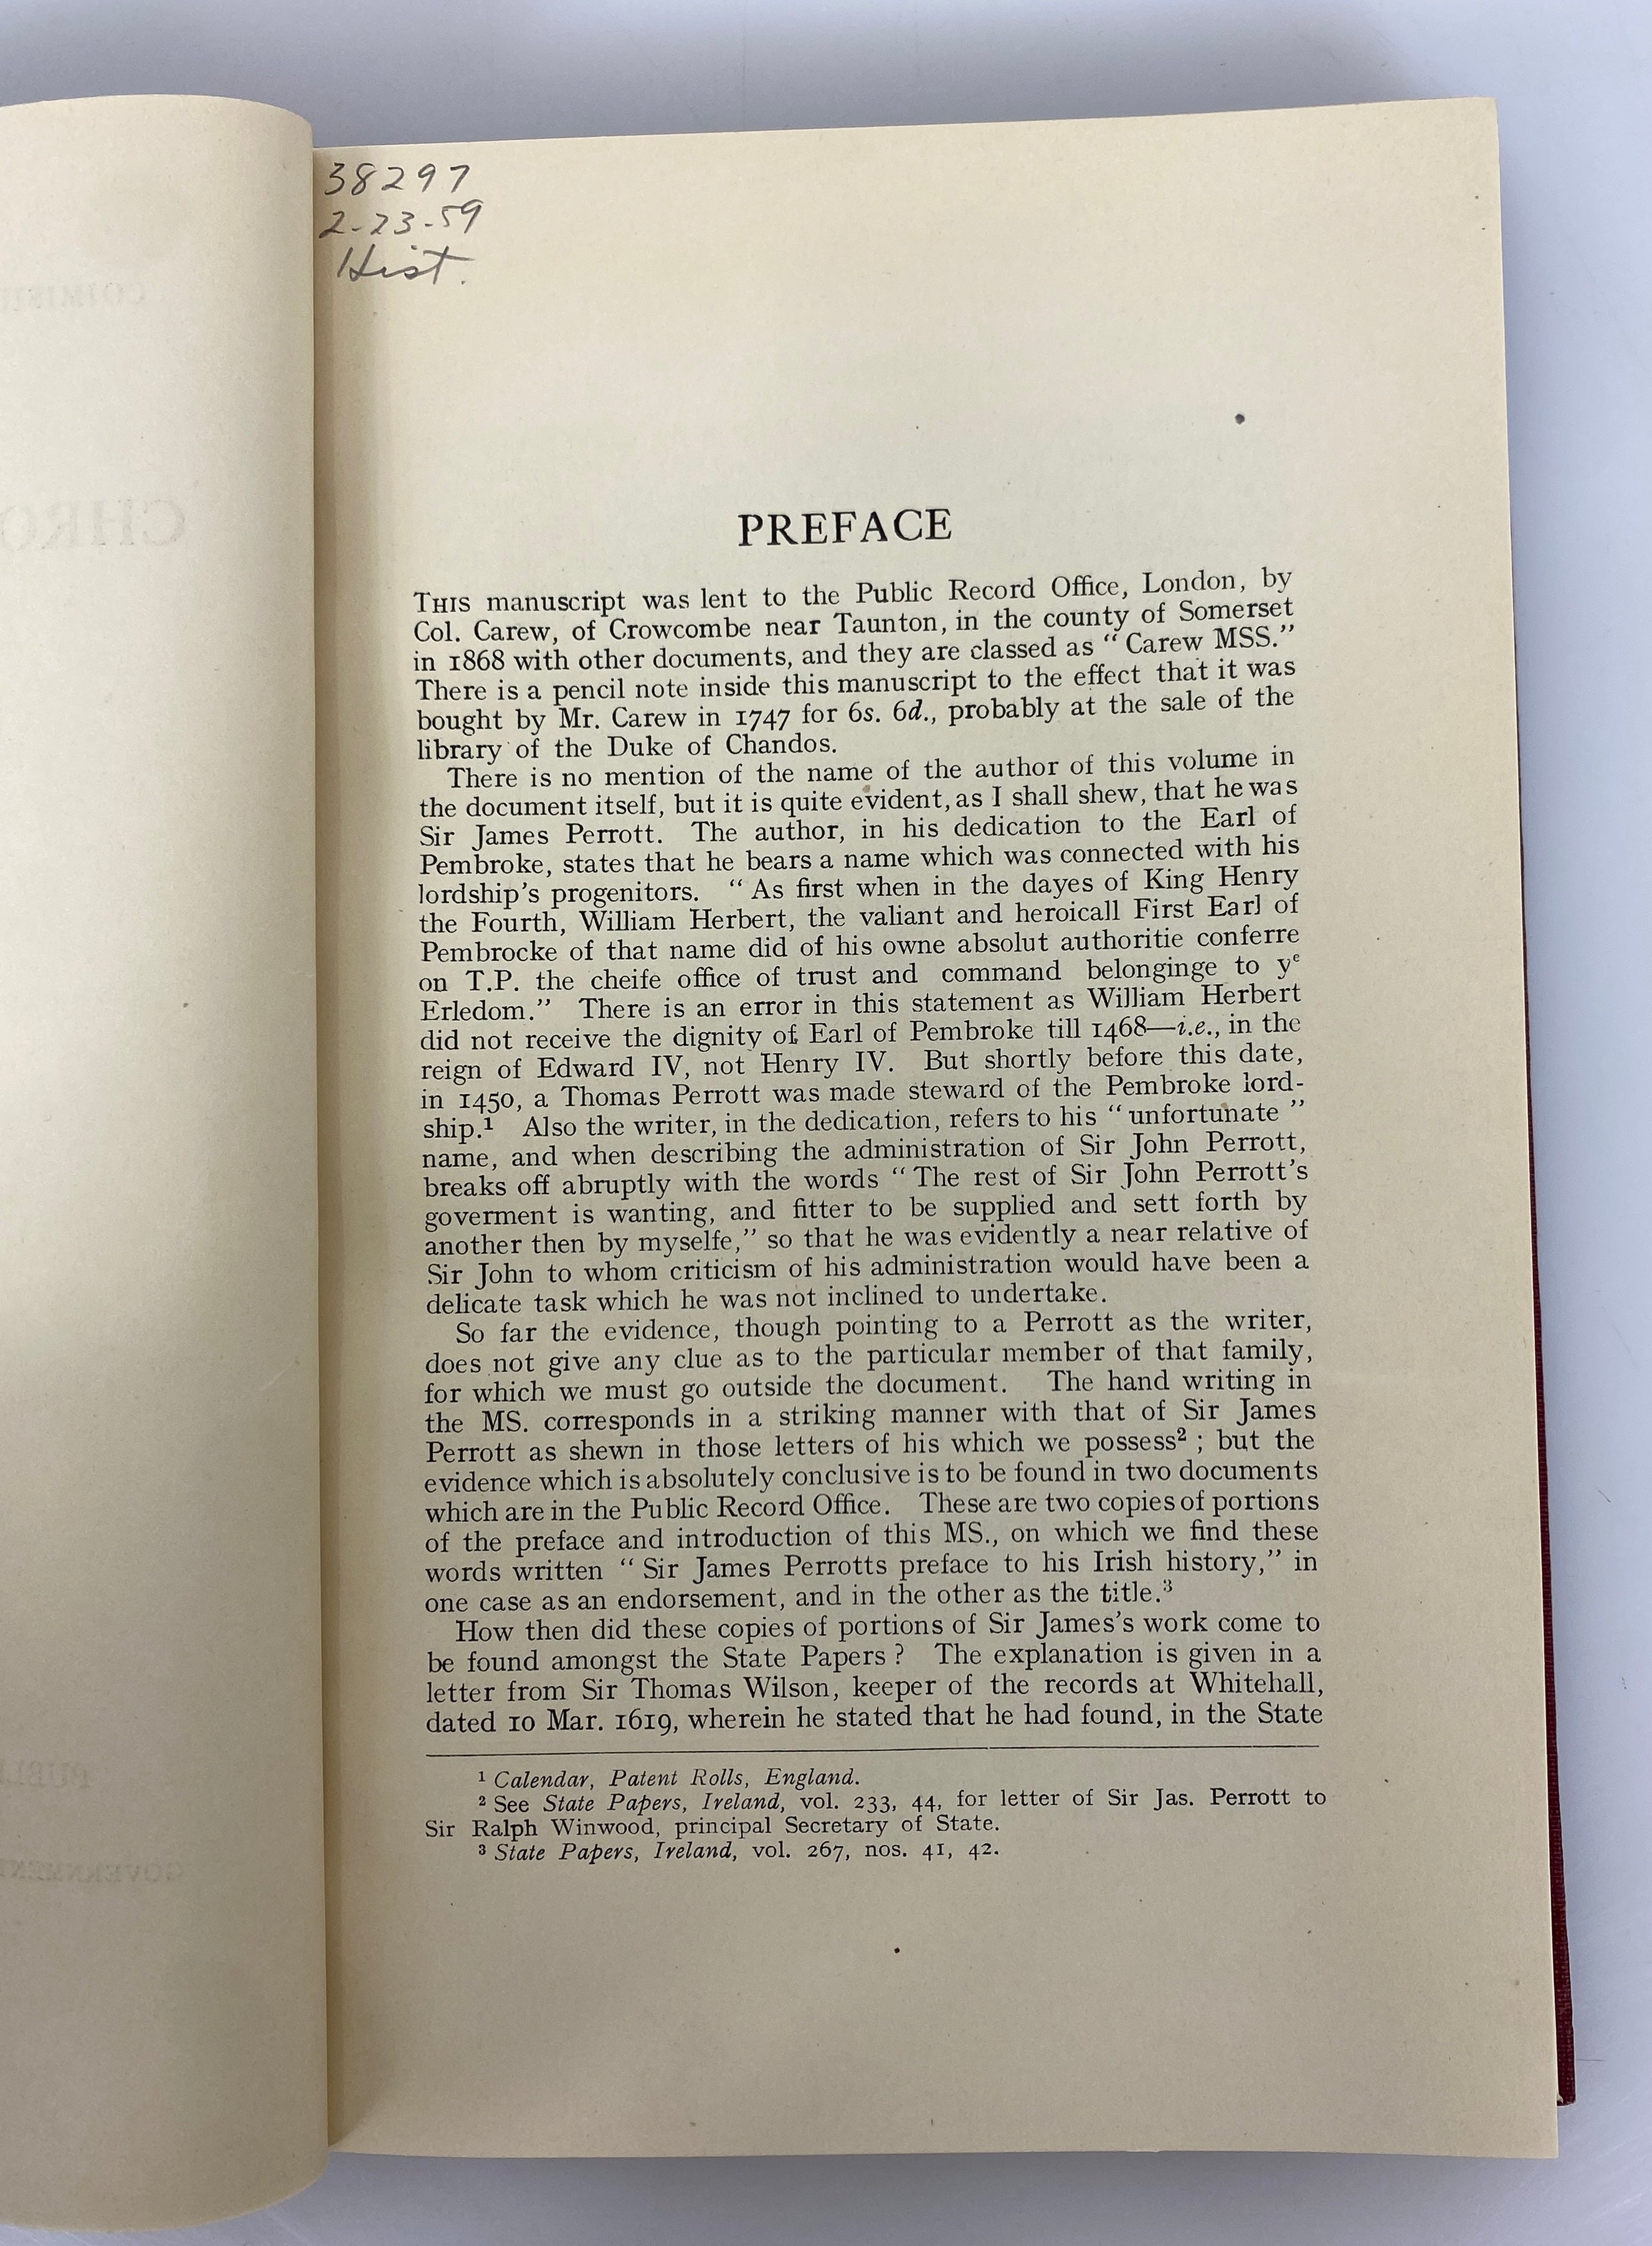 38297
2-23-59
Hist.
PREFACE
THIS manuscript was lent to the Public Record Office, London, by
Col. Carew, of Crowcombe near Taunton, in the county of Somerset
in 1868 with other documents, and they are classed as “ Carew MSS.”
There is a pencil note inside this manuscript to the effect that it was
bought by Mr. Carew in 1747 for 6s. 6d., probably at the sale of the
library of the Duke of Chandos.
There is no mention of the name of the author of this volume in
the document itself, but it is quite evident, as I shall shew, that he was
Sir James Perrott. The author, in his dedication to the Earl of
Pembroke, states that he bears a name which was connected with his
lordship’s progenitors. “ As first when in the dayes of King Henry
the Fourth, William Herbert, the valiant and heroicall First Earl of
Pembrocke of that name did of his owne absolut authoritie conferre
on T.P. the cheife office of trust and command belonginge to yᵉ
Erledom.” There is an error in this statement as William Herbert
did not receive the dignity of Earl of Pembroke till 1468—i.e., in the
reign of Edward IV, not Henry IV. But shortly before this date,
in 1450, a Thomas Perrott was made steward of the Pembroke lord-
ship.¹ Also the writer, in the dedication, refers to his “ unfortunate ”
name, and when describing the administration of Sir John Perrott,
breaks off abruptly with the words “ The rest of Sir John Perrott’s
goverment is wanting, and fitter to be supplied and sett forth by
another then by myselfe,” so that he was evidently a near relative of
Sir John to whom criticism of his administration would have been a
delicate task which he was not inclined to undertake.
So far the evidence, though pointing to a Perrott as the writer,
does not give any clue as to the particular member of that family,
for which we must go outside the document. The hand writing in
the MS. corresponds in a striking manner with that of Sir James
Perrott as shewn in those letters of his which we possess² ; but the
evidence which is absolutely conclusive is to be found in two documents
which are in the Public Record Office. These are two copies of portions
of the preface and introduction of this MS., on which we find these
words written “ Sir James Perrotts preface to his Irish history,” in
one case as an endorsement, and in the other as the title.³
How then did these copies of portions of Sir James’s work come to
be found amongst the State Papers ? The explanation is given in a
letter from Sir Thomas Wilson, keeper of the records at Whitehall,
dated 10 Mar. 1619, wherein he stated that he had found, in the State
¹ Calendar, Patent Rolls, England.
² See State Papers, Ireland, vol. 233, 44, for letter of Sir Jas. Perrott to
Sir Ralph Winwood, principal Secretary of State.
³ State Papers, Ireland, vol. 267, nos. 41, 42.